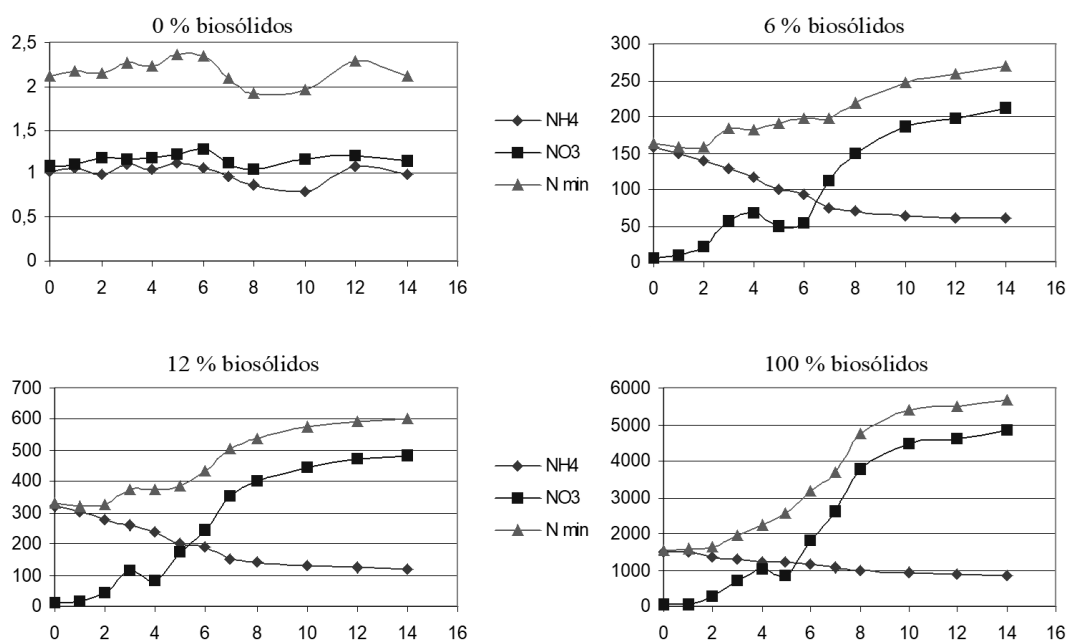 0 % biosólidos
2,5
2
1,5
1
0,5
0
0 2 4 6 8 10 12 14 16
NH4
NO3
N min
6 % biosólidos
300
250
200
150
100
50
0
0 2 4 6 8 10 12 14 16
12 % biosólidos
700
600
500
400
300
200
100
0
0 2 4 6 8 10 12 14 16
NH4
NO3
N min
100 % biosólidos
6000
5000
4000
3000
2000
1000
0
0 2 4 6 8 10 12 14 16